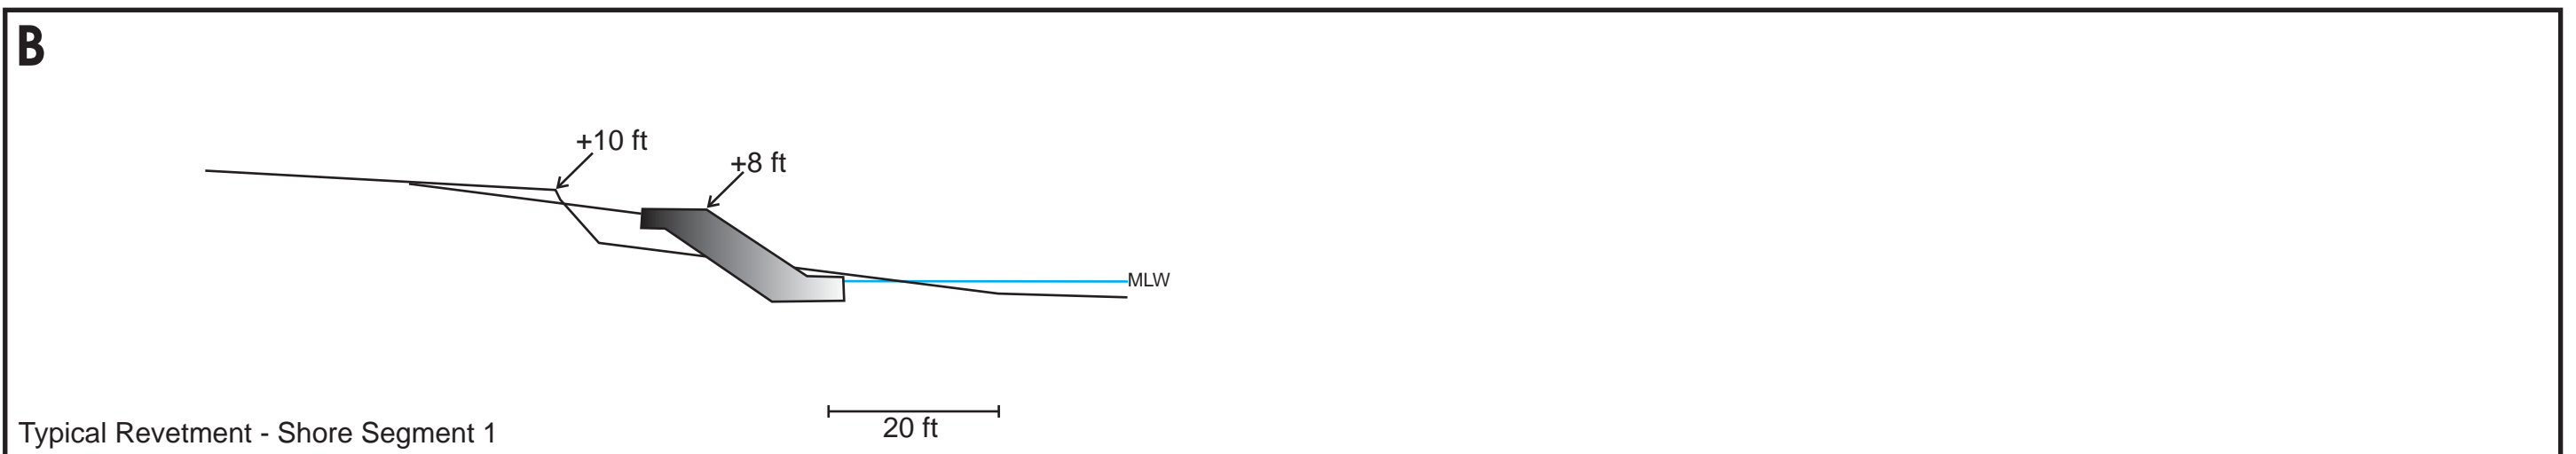 B
+10 ft
+8 ft
MLW
20 ft
Typical Revetment - Shore Segment 1